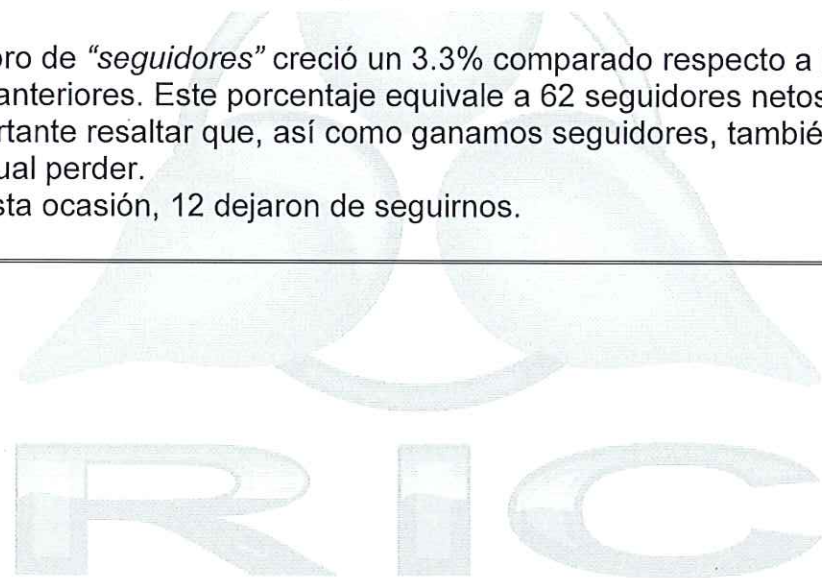 oro de “seguidores” creció un 3.3% comparado respecto a
anteriores. Este porcentaje equivale a 62 seguidores netos
rtante resaltar que, así como ganamos seguidores, tambié
ual perder.
sta ocasión, 12 dejaron de seguirnos.
RIC